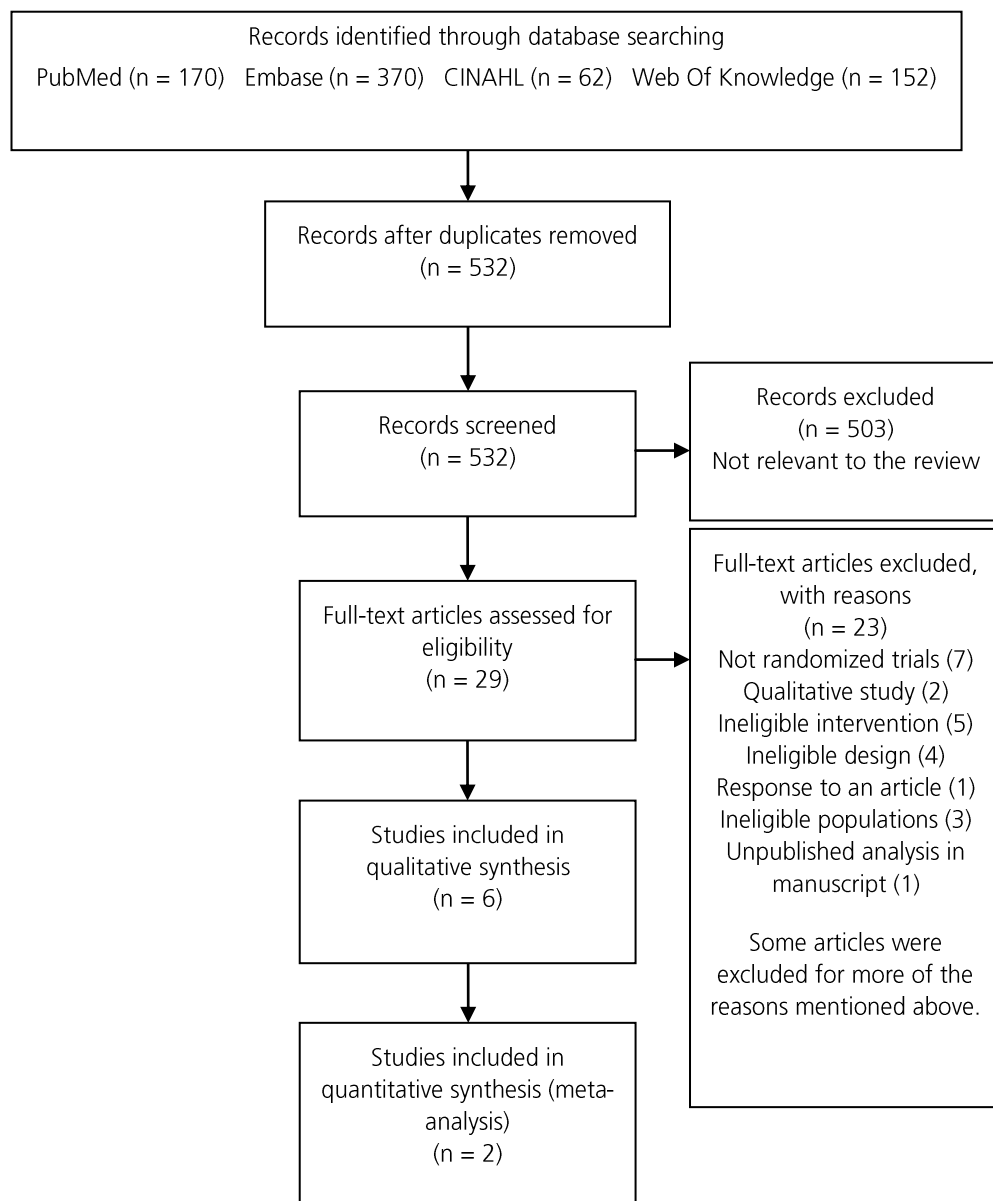 Records identified through database searching
PubMed (n = 170) Embase (n = 370) CINAHL (n = 62) Web Of Knowledge (n = 152)
Records after duplicates removed
(n = 532)
Records screened
(n = 532)
Records excluded
(n = 503)
Not relevant to the review
Full-text articles assessed for
eligibility
(n = 29)
Full-text articles excluded,
with reasons
(n = 23)
Not randomized trials (7)
Qualitative study (2)
Ineligible intervention (5)
Ineligible design (4)
Response to an article (1)
Ineligible populations (3)
Unpublished analysis in
manuscript (1)
Some articles were
excluded for more of the
reasons mentioned above.
Studies included in
qualitative synthesis
(n = 6)
Studies included in
quantitative synthesis (meta-
analysis)
(n = 2)